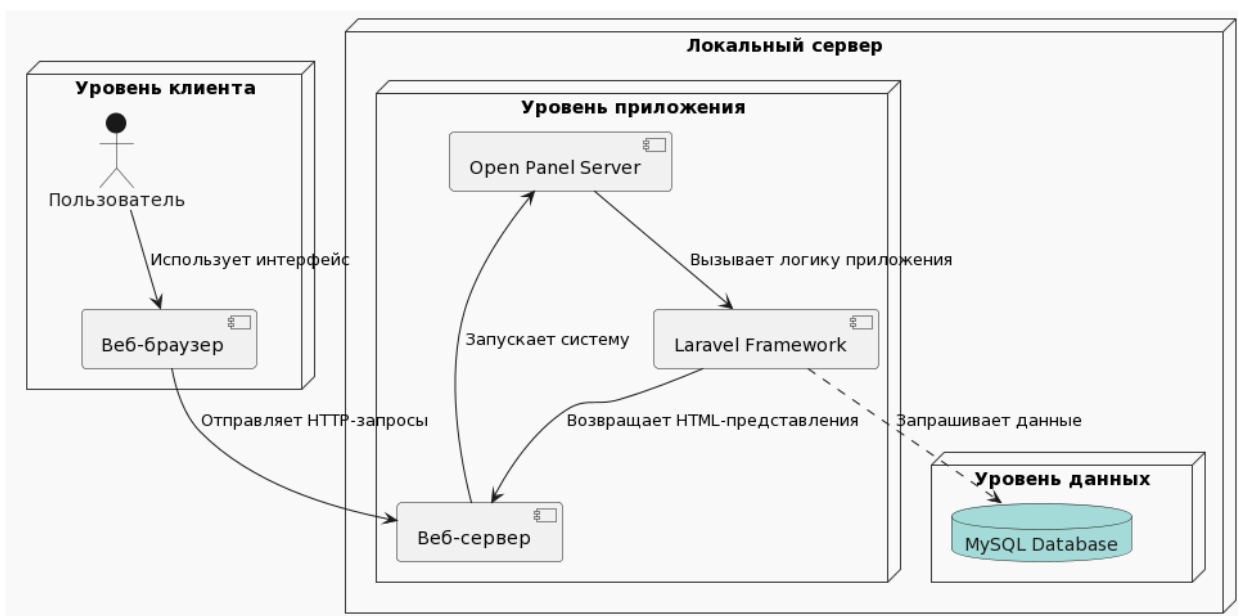 Локальный сервер
Уровень клиента
Уровень приложения
Open Panel Server
Пользователь
Использует интерфейс
Вызывает логику приложения
Веб-браузер
Запускает систему
Laravel Framework
Отправляет HTTP-запросы
Возвращает HTML-представления
Запрашивает данные
Уровень данных
Веб-сервер
MySQL Database